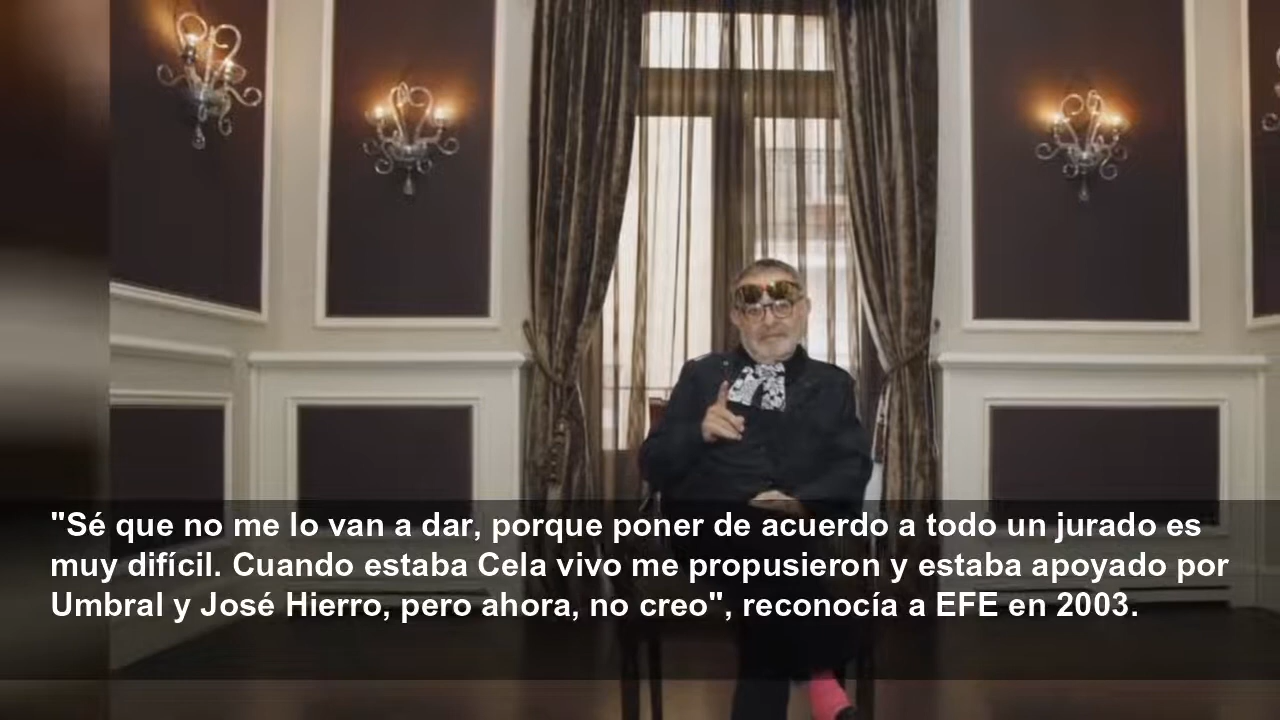 "Sé que no me lo van a dar, porque poner de acuerdo a todo un jurado es
muy difícil. Cuando estaba Cela vivo me propusieron y estaba apoyado por
Umbral y José Hierro, pero ahora, no creo", reconocía a EFE en 2003.